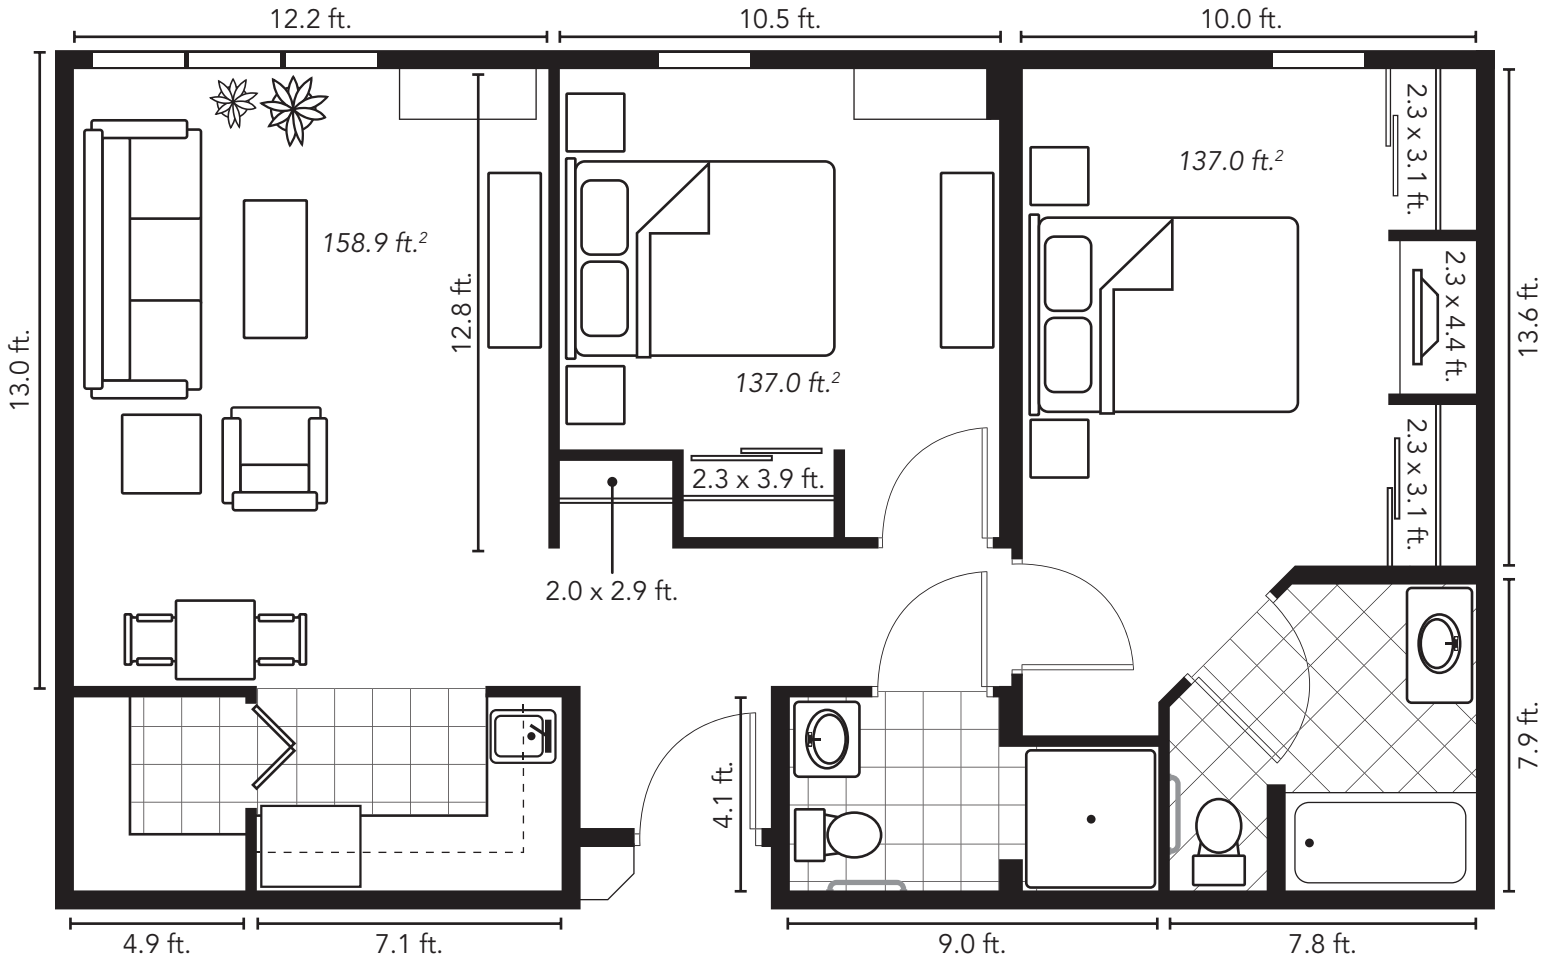 12.2 ft.
10.5 ft.
10.0 ft.
2.3 x 3.1 ft.
137.0 ft.²
158.9 ft.²
2.3 x 4.4 ft.
12.8 ft.
13.6 ft.
13.0 ft.
137.0 ft.²
2.3 x 3.9 ft.
2.3 x 3.1 ft.
2.0 x 2.9 ft.
7.9 ft.
4.1 ft.
4.9 ft.
7.1 ft.
9.0 ft.
7.8 ft.